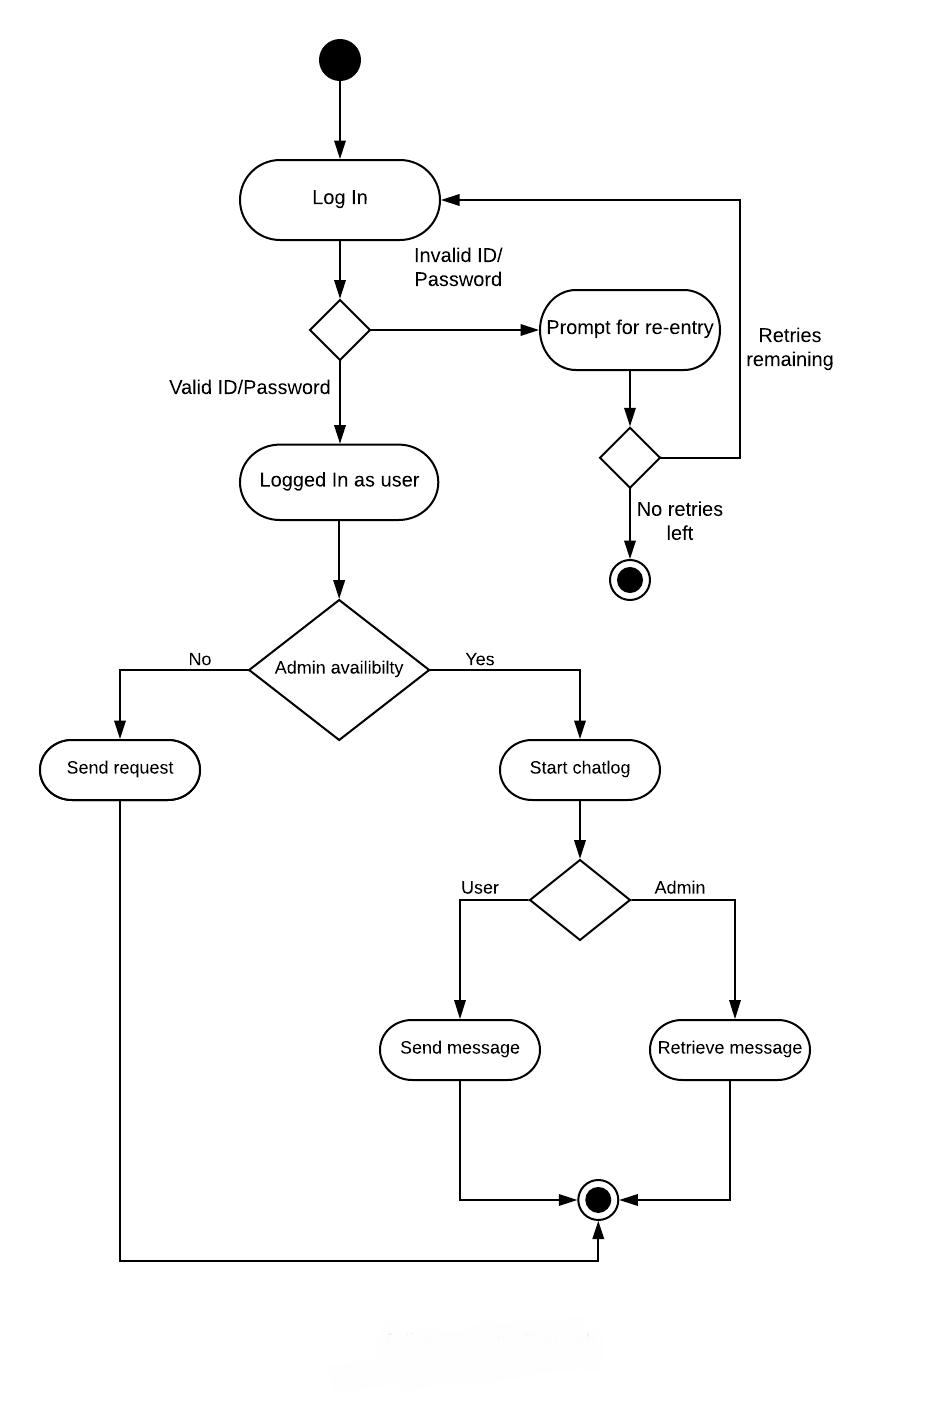 Log In
Invalid ID/
Password
Prompt for re-entry
Retries
remaining
Valid ID/Password
Logged In as user
No retries
left
No
Admin availibilty
Yes
Send request
Start chatlog
User
Admin
Send message
Retrieve message